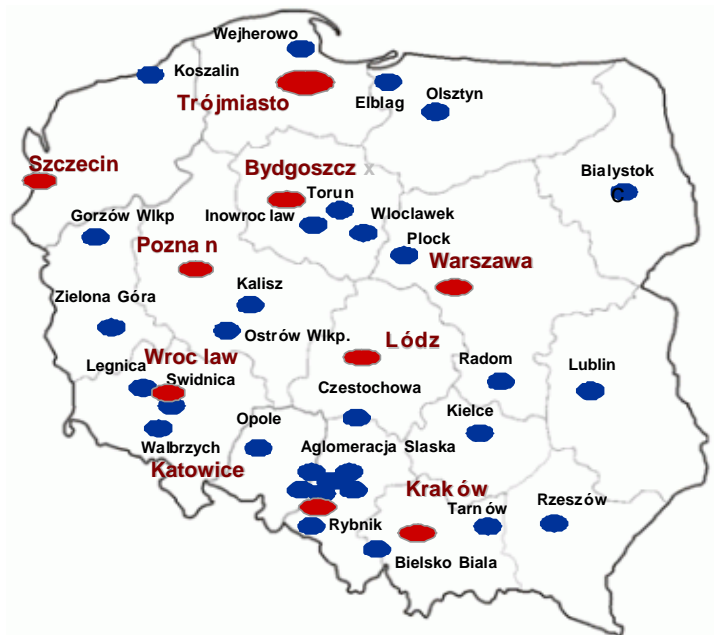 Wejherowo
Koszalin
Trójmiasto
Elblag
Olsztyn
Szczecin
Bydgoszcz x
Bialystok
C
Torun
Gorzów Wlkp
Inowroc law
Wloclawek
Pozna n
Plock
Warszawa
Zielona Góra
Kalisz
Ostrów Wlkp.
Lódz
Legnica
Wroc law
Swidnica
Radom
Lublin
Czestochowa
Opole
Kielce
Walbrzych
Aglomeracja Slaska
Katowice
Krak ów
Tarn ów
Rzeszów
Rybnik
Bielsko Biala